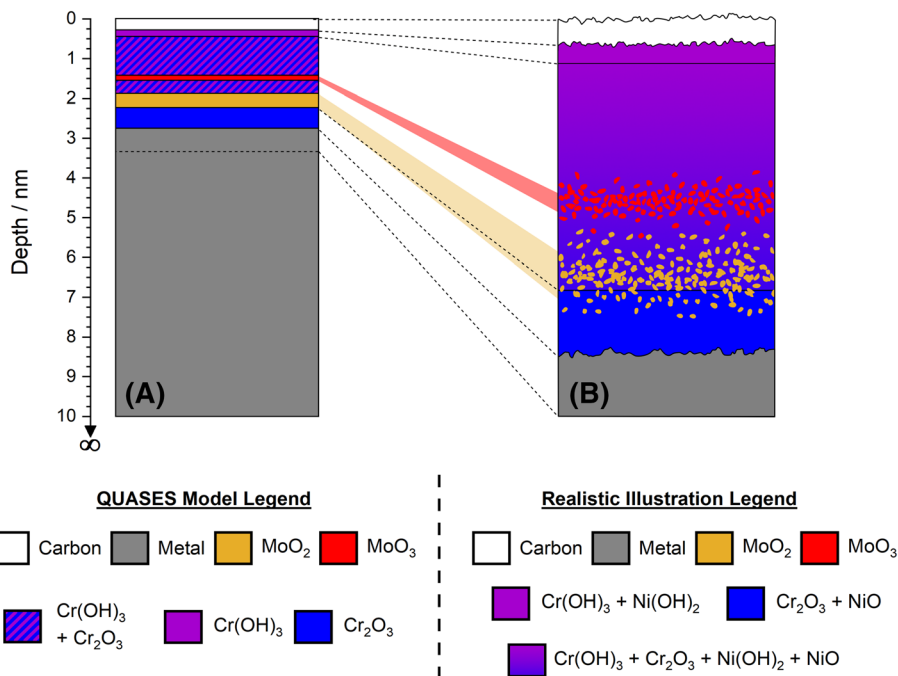 0
1
2
3
4
5
6
7
8
9
10
∞
Depth / nm
(A)
(B)
QUASES Model Legend
Carbon
Metal
MoO₂
MoO₃
Cr(OH)₃
+ Cr₂O₃
Cr(OH)₃
Cr₂O₃
Realistic Illustration Legend
Carbon
Metal
MoO₂
MoO₃
Cr(OH)₃ + Ni(OH)₂
Cr₂O₃ + NiO
Cr(OH)₃ + Cr₂O₃ + Ni(OH)₂ + NiO